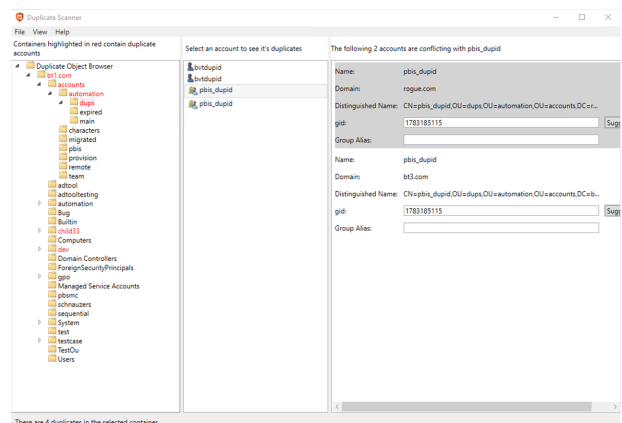 Duplicate Scanner
File View Help
Containers highlighted in red contain duplicate
accounts
Duplicate Object Browser
bt1.com
accounts
automation
dups
expired
main
characters
migrated
pbis
provision
remote
team
adtool
adtooltesting
automation
Bug
Builtin
child33
Computers
dev
Domain Controllers
ForeignSecurityPrincipals
gpo
Managed Service Accounts
pbsmc
schnauzers
sequential
System
test
testcase
TestOu
Users
Select an account to see it's duplicates
bvtdupid
bvtdupid
pbis_dupid
pbis_dupid
The following 2 accounts are conflicting with pbis_dupid
Name: pbis_dupid
Domain: rogue.com
Distinguished Name: CN=pbis_dupid,OU=dups,OU=automation,OU=accounts,DC=r...
gid: 1783185115 Sugg
Group Alias:
Name: pbis_dupid
Domain: bt3.com
Distinguished Name: CN=pbis_dupid,OU=dups,OU=automation,OU=accounts,DC=b...
gid: 1783185115 Sugg
Group Alias:
There are 4 duplicates in the selected container